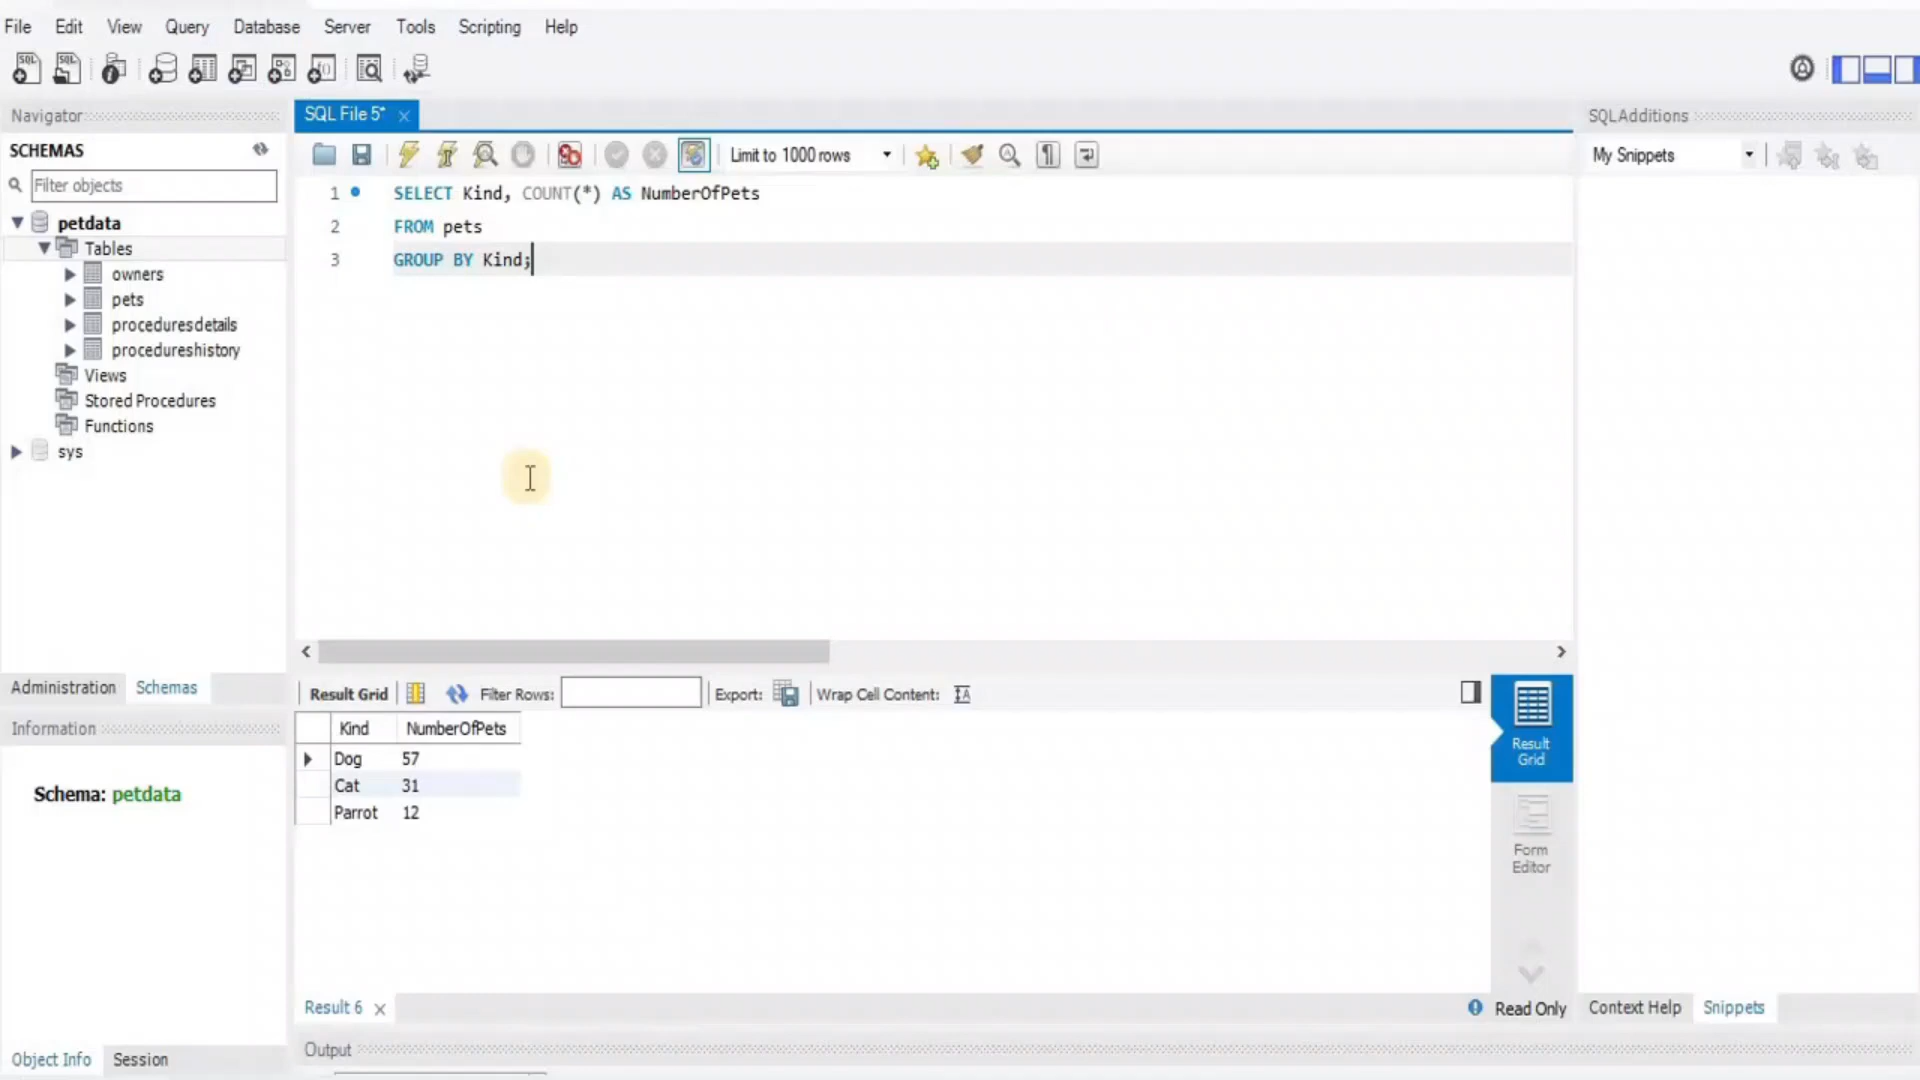 File Edit View Query Database Server Tools Scripting Help
SQL SQL
Navigator
SCHEMAS
Filter objects
petdata
Tables
owners
pets
proceduresdetails
procedureshistory
Views
Stored Procedures
Functions
sys
Administration Schemas
Information
Schema: petdata
Object Info Session
SQL File 5*
Limit to 1000 rows
1 SELECT Kind, COUNT(*) AS NumberOfPets
2 FROM pets
3 GROUP BY Kind;
Result Grid Filter Rows: Export: Wrap Cell Content:
Kind NumberOfPets
Dog 57
Cat 31
Parrot 12
Result
Grid
Form
Editor
Result 6
Read Only
Output
SQLAdditions
My Snippets
Context Help Snippets